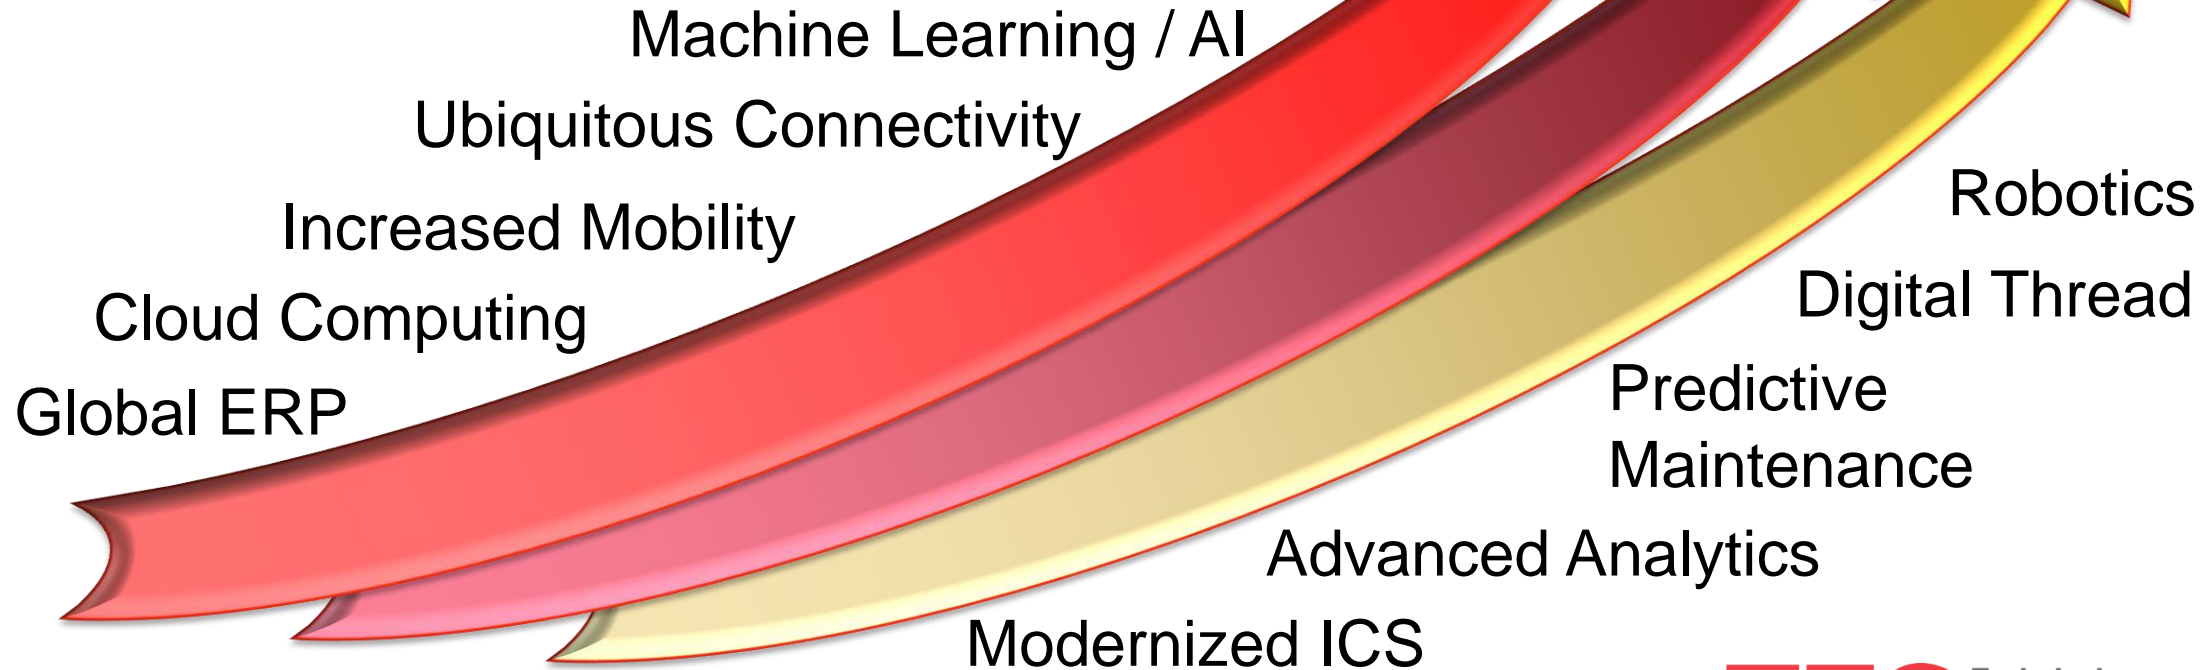 Machine Learning / AI
Ubiquitous Connectivity
Increased Mobility
Cloud Computing
Global ERP
Robotics
Digital Thread
Predictive
Maintenance
Advanced Analytics
Modernized ICS